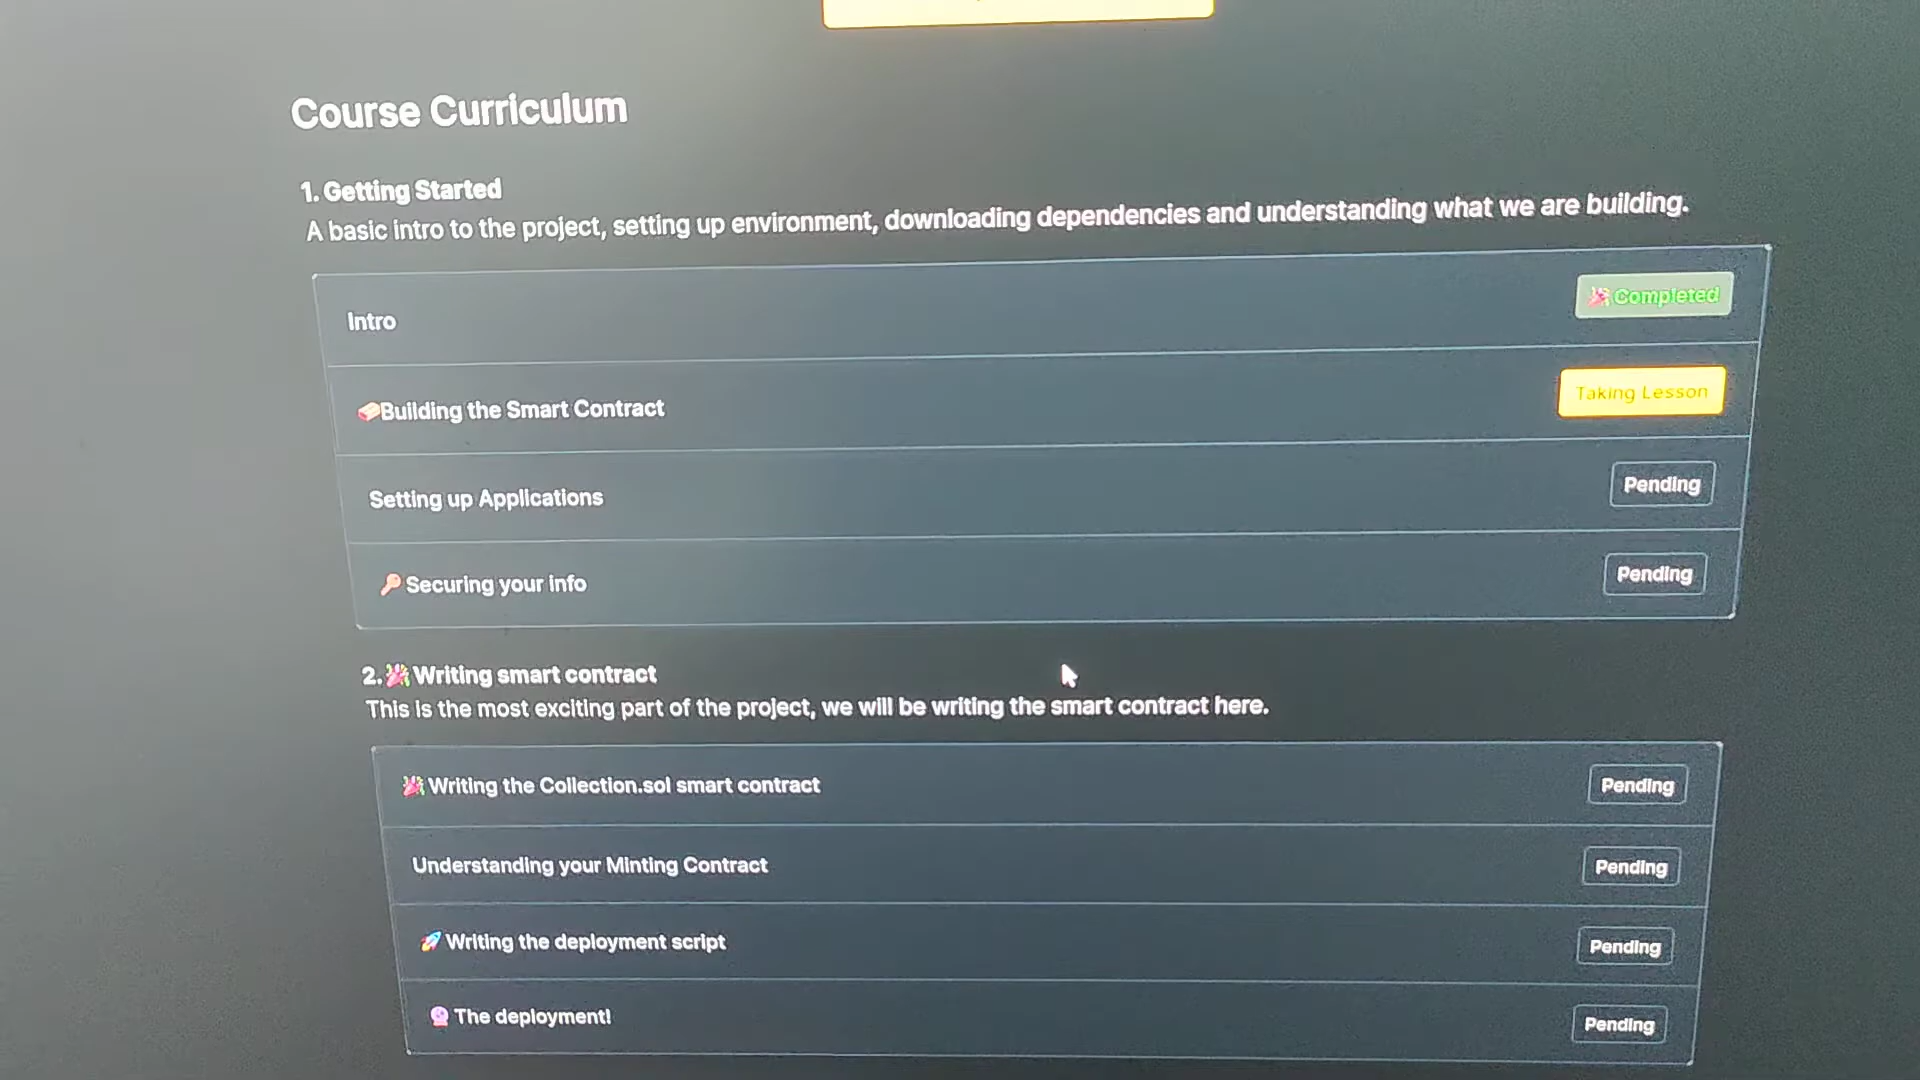 Course Curriculum
1. Getting Started
A basic intro to the project, setting up environment, downloading dependencies and understanding what we are building.
Intro
🎉Completed
🧱Building the Smart Contract
Taking Lesson
Setting up Applications
Pending
🔑Securing your info
Pending
2.🎉Writing smart contract
This is the most exciting part of the project, we will be writing the smart contract here.
🎉Writing the Collection.sol smart contract
Pending
Understanding your Minting Contract
Pending
🚀Writing the deployment script
Pending
🔮The deployment!
Pending